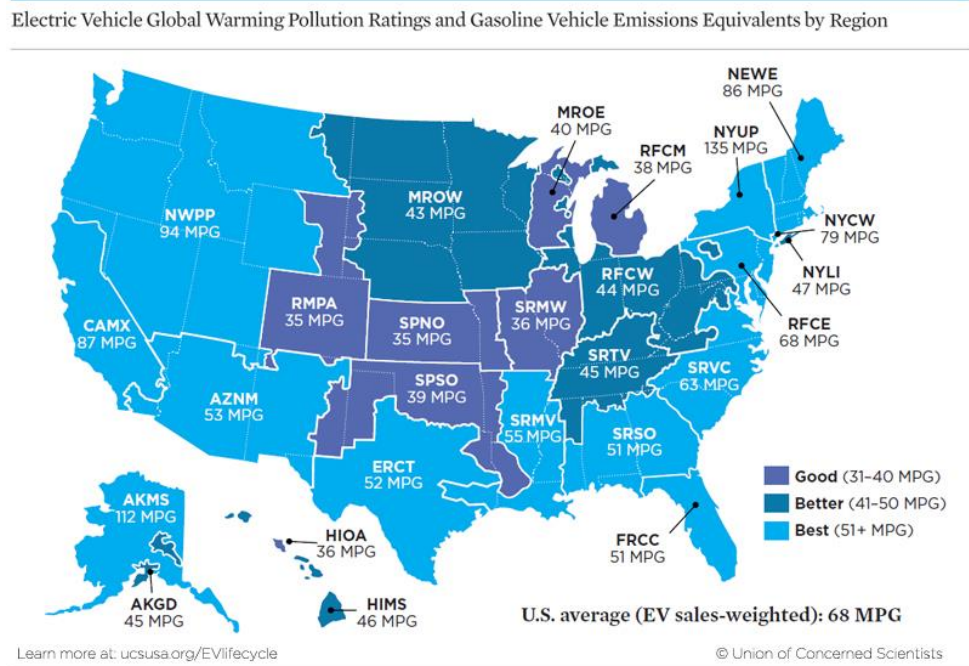 Electric Vehicle Global Warming Pollution Ratings and Gasoline Vehicle Emissions Equivalents by Region
NEWE
86 MPG
MROE
40 MPG
NYUP
135 MPG
RFCM
38 MPG
MROW
43 MPG
NWPP
94 MPG
NYCW
79 MPG
NYLI
47 MPG
RFCW
44 MPG
RMPA
35 MPG
SRMW
36 MPG
SPNO
35 MPG
CAMX
87 MPG
RFCE
68 MPG
SRTV
45 MPG
SRVC
63 MPG
SPSO
39 MPG
AZNM
53 MPG
SRMV
55 MPG
SRSO
51 MPG
ERCT
52 MPG
Good (31–40 MPG)
Better (41–50 MPG)
Best (51+ MPG)
AKMS
112 MPG
HIOA
36 MPG
FRCC
51 MPG
AKGD
45 MPG
HIMS
46 MPG
U.S. average (EV sales-weighted): 68 MPG
Learn more at: ucsusa.org/EVlifecycle
© Union of Concerned Scientists